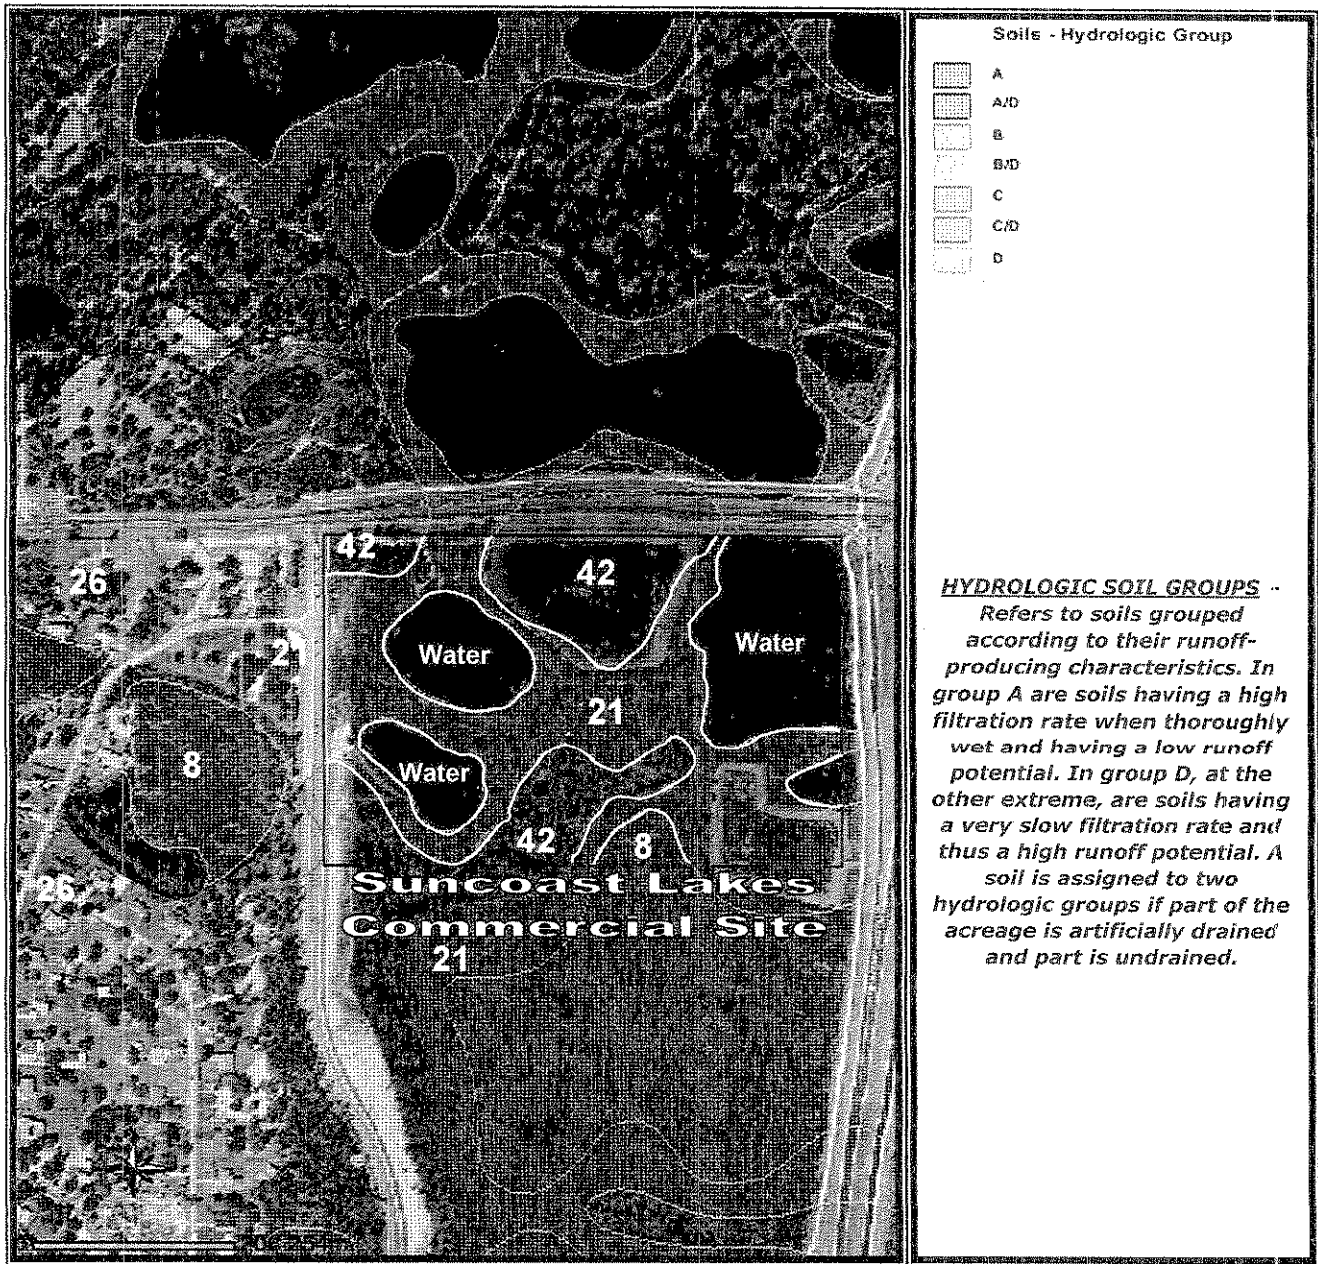 Soils - Hydrologic Group
A
A/D
B
B/D
C
C/D
D
42
42
26
Water
Water
2
21
8
Water
42
8
26
Suncoast Lakes
Commercial Site
21
HYDROLOGIC SOIL GROUPS -
Refers to soils grouped
according to their runoff-
producing characteristics. In
group A are soils having a high
filtration rate when thoroughly
wet and having a low runoff
potential. In group D, at the
other extreme, are soils having
a very slow filtration rate and
thus a high runoff potential. A
soil is assigned to two
hydrologic groups if part of the
acreage is artificially drained
and part is undrained.